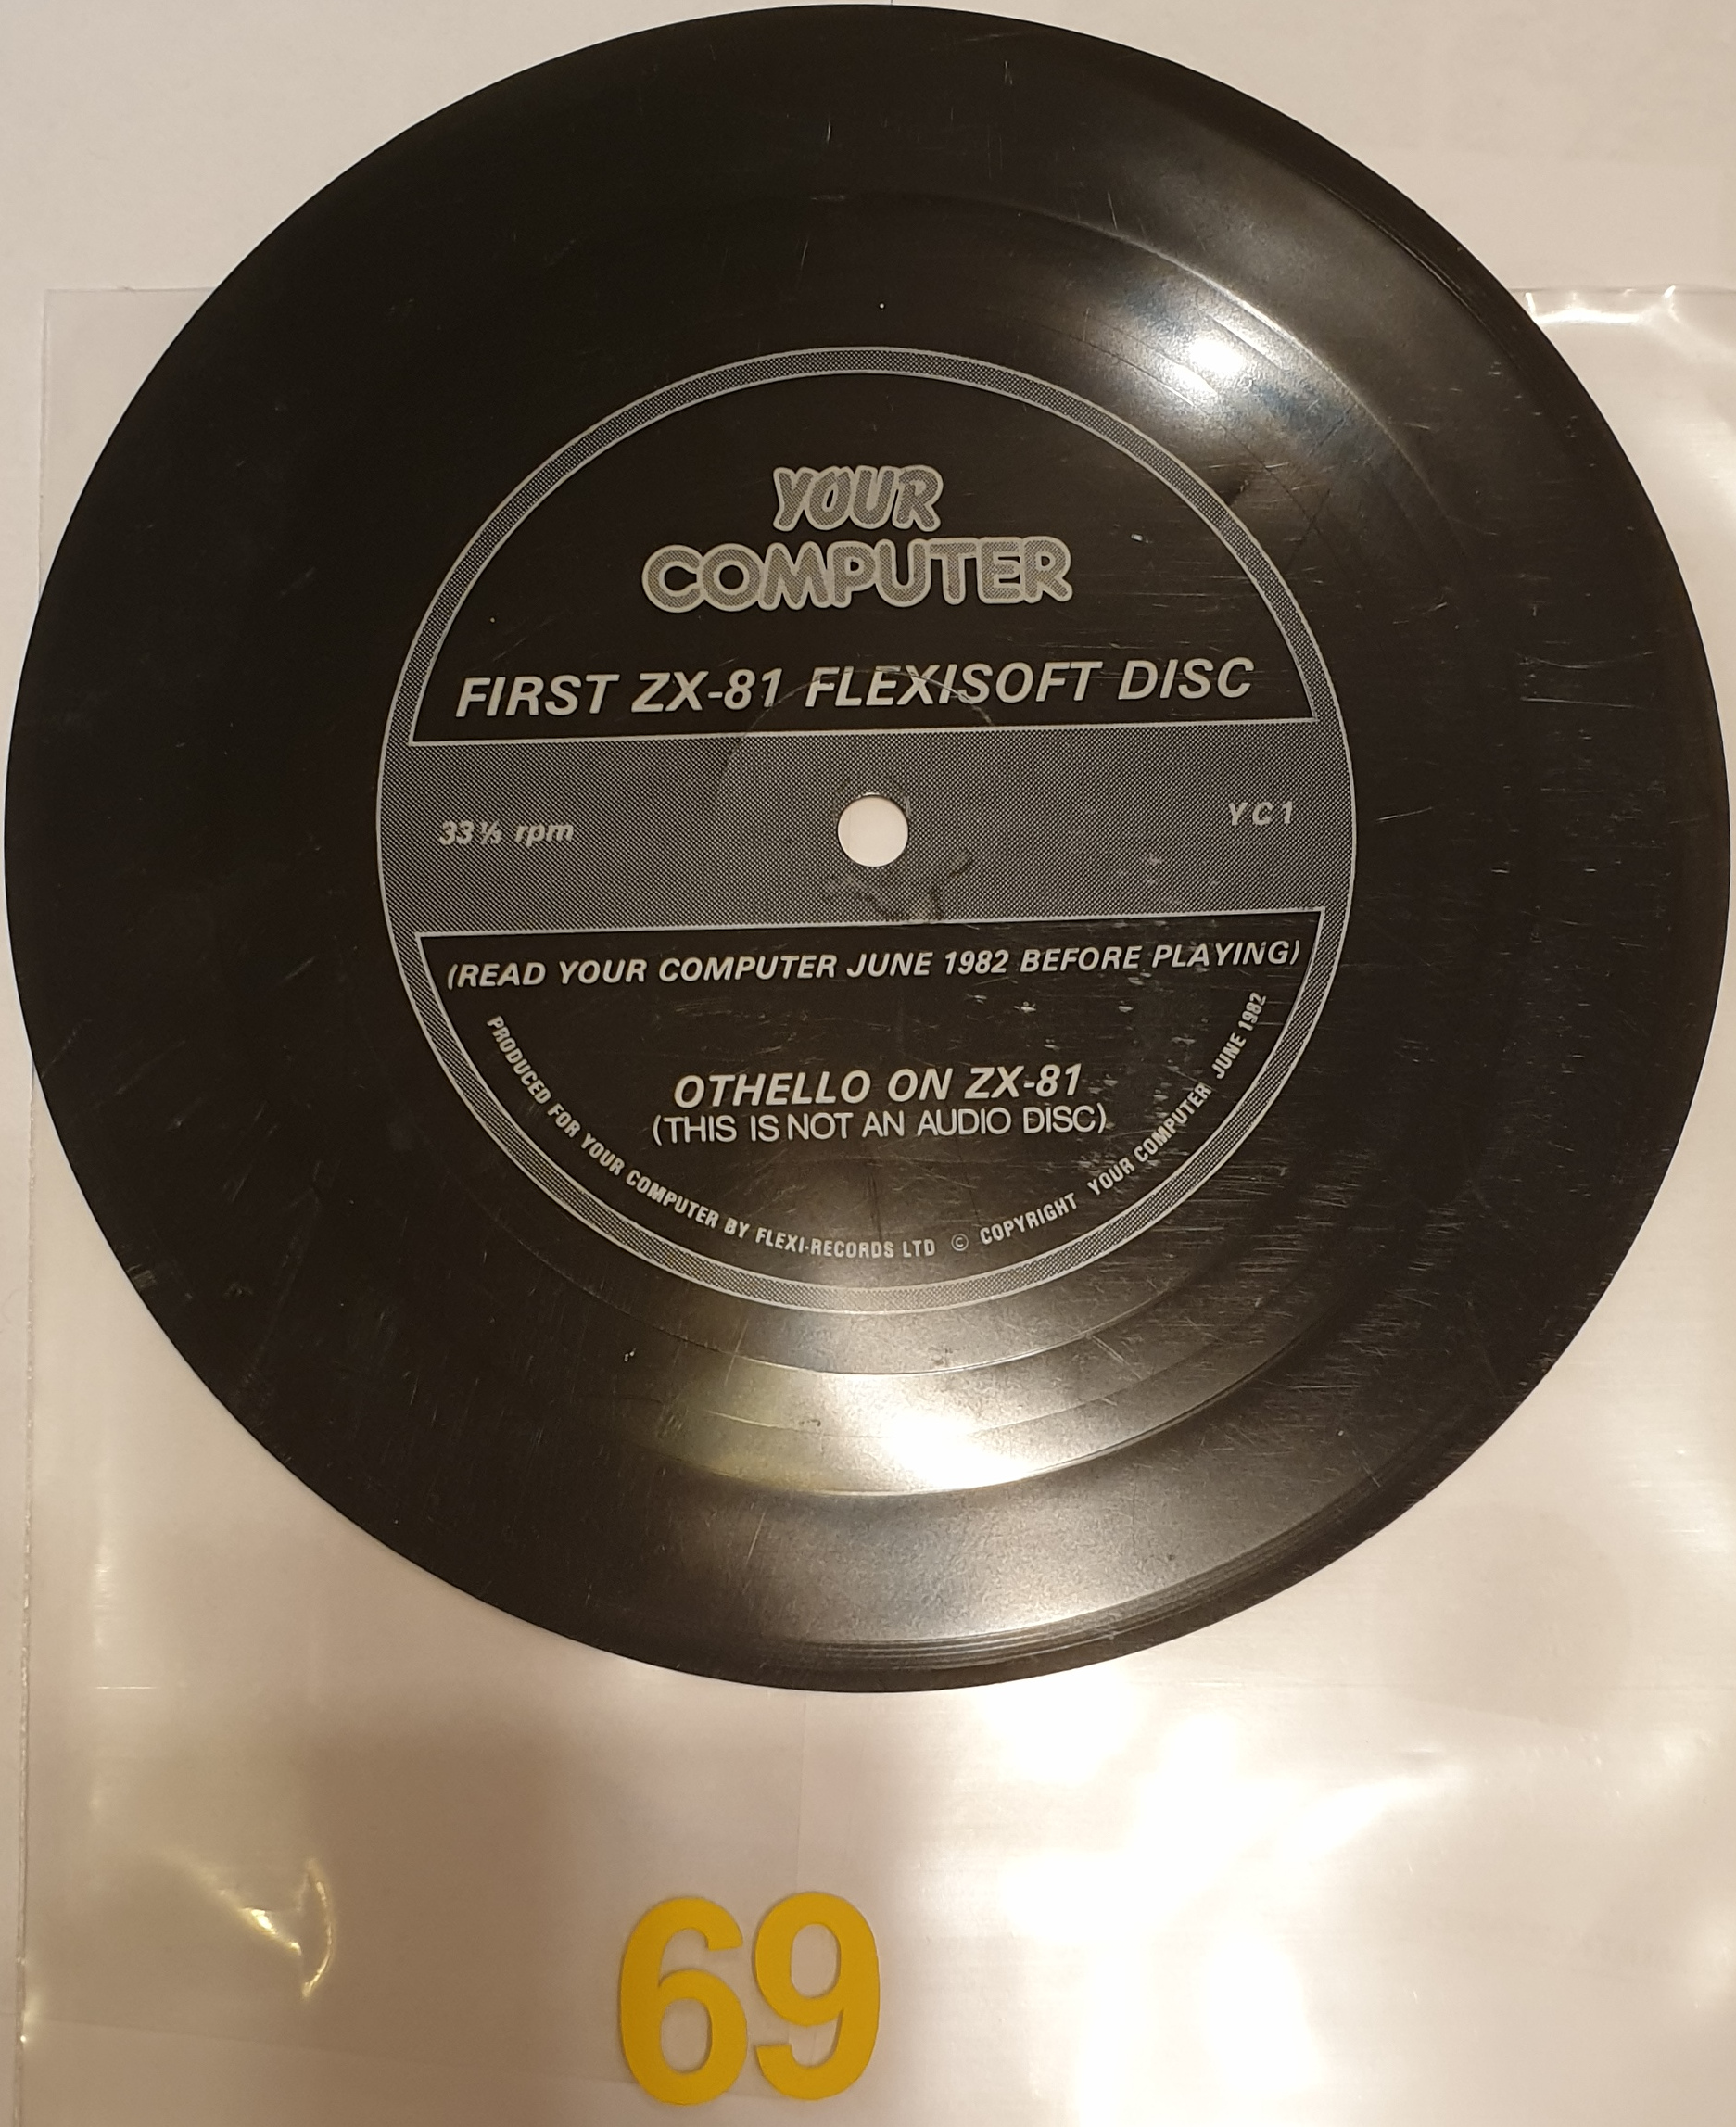 YOUR
COMPUTER
FIRST ZX-81 FLEXISOFT DISC
33⅓ rpm
YC1
(READ YOUR COMPUTER JUNE 1982 BEFORE PLAYING)
OTHELLO ON ZX-81
(THIS IS NOT AN AUDIO DISC)
PRODUCED FOR YOUR COMPUTER BY FLEXI-RECORDS LTD © COPYRIGHT YOUR COMPUTER JUNE 1982
69